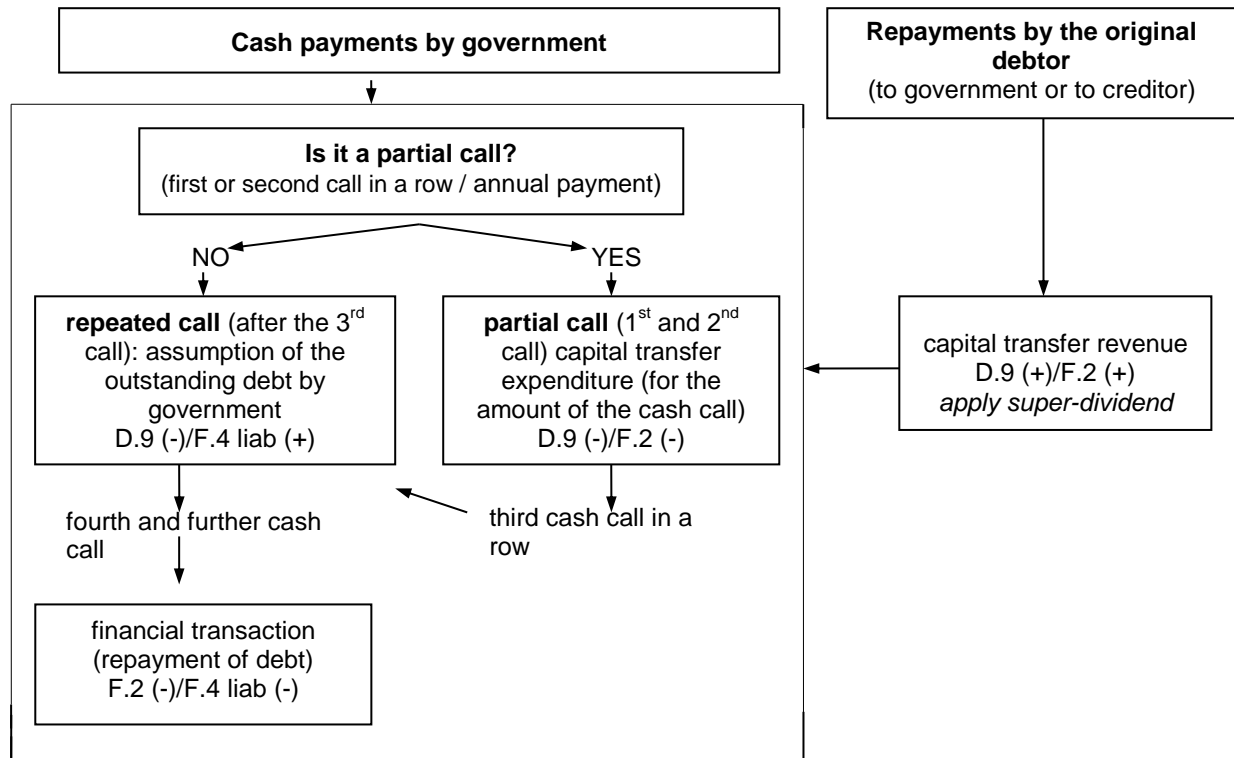 Cash payments by government
Repayments by the original
debtor
(to government or to creditor)
Is it a partial call?
(first or second call in a row / annual payment)
NO
YES
repeated call (after the 3rd
call): assumption of the
outstanding debt by
government
D.9 (-)/F.4 liab (+)
partial call (1st and 2nd
call) capital transfer
expenditure (for the
amount of the cash call)
D.9 (-)/F.2 (-)
capital transfer revenue
D.9 (+)/F.2 (+)
apply super-dividend
fourth and further cash
call
third cash call in a
row
financial transaction
(repayment of debt)
F.2 (-)/F.4 liab (-)